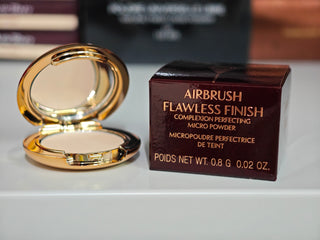 AIRBRUSH
FLAWLESS FINISH
COMPLEXION PERFECTING
MICRO POWDER
MICROPOUDRE PERFECTRICE
DE TEINT
POIDS NET WT. 0.8 G 0.02 OZ.